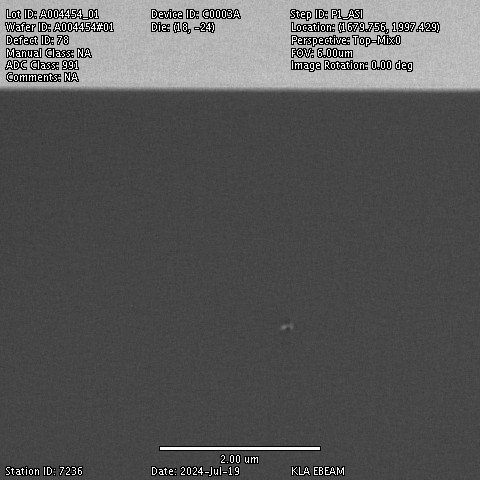 Lot ID: A004454_01 Device ID: C0003A Step ID: P1_ASI
Wafer ID: A004454#01 Die: (18, -24) Location: (1679.756, 1997.429)
Defect ID: 78 Perspective: Top-Mix0
Manual Class: NA FOV: 6.00um
ADC Class: 991 Image Rotation: 0.00 deg
Comments: NA
2.00 um
Station ID: 7236 Date: 2024-Jul-19 KLA EBEAM